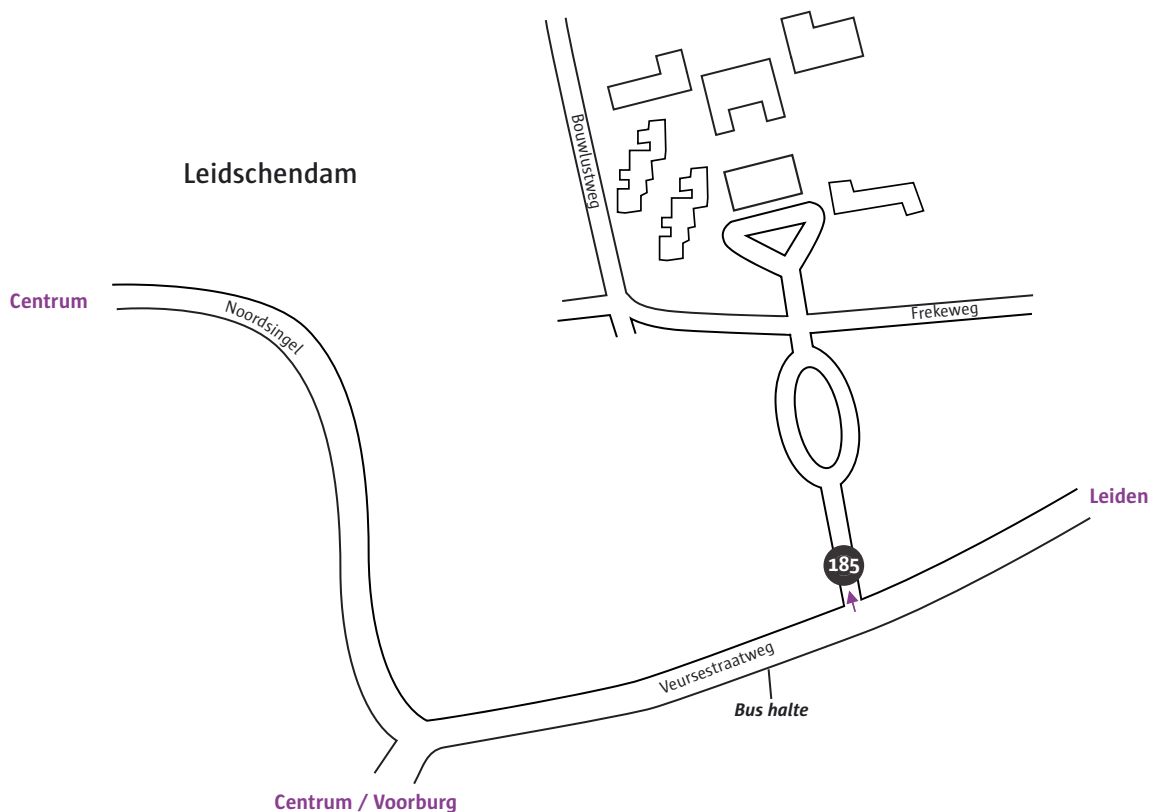 Bouwlustweg
Leidschendam
Centrum
Noordsingel
Frekeweg
Leiden
185
Veursestraatweg
Bus halte
Centrum / Voorburg